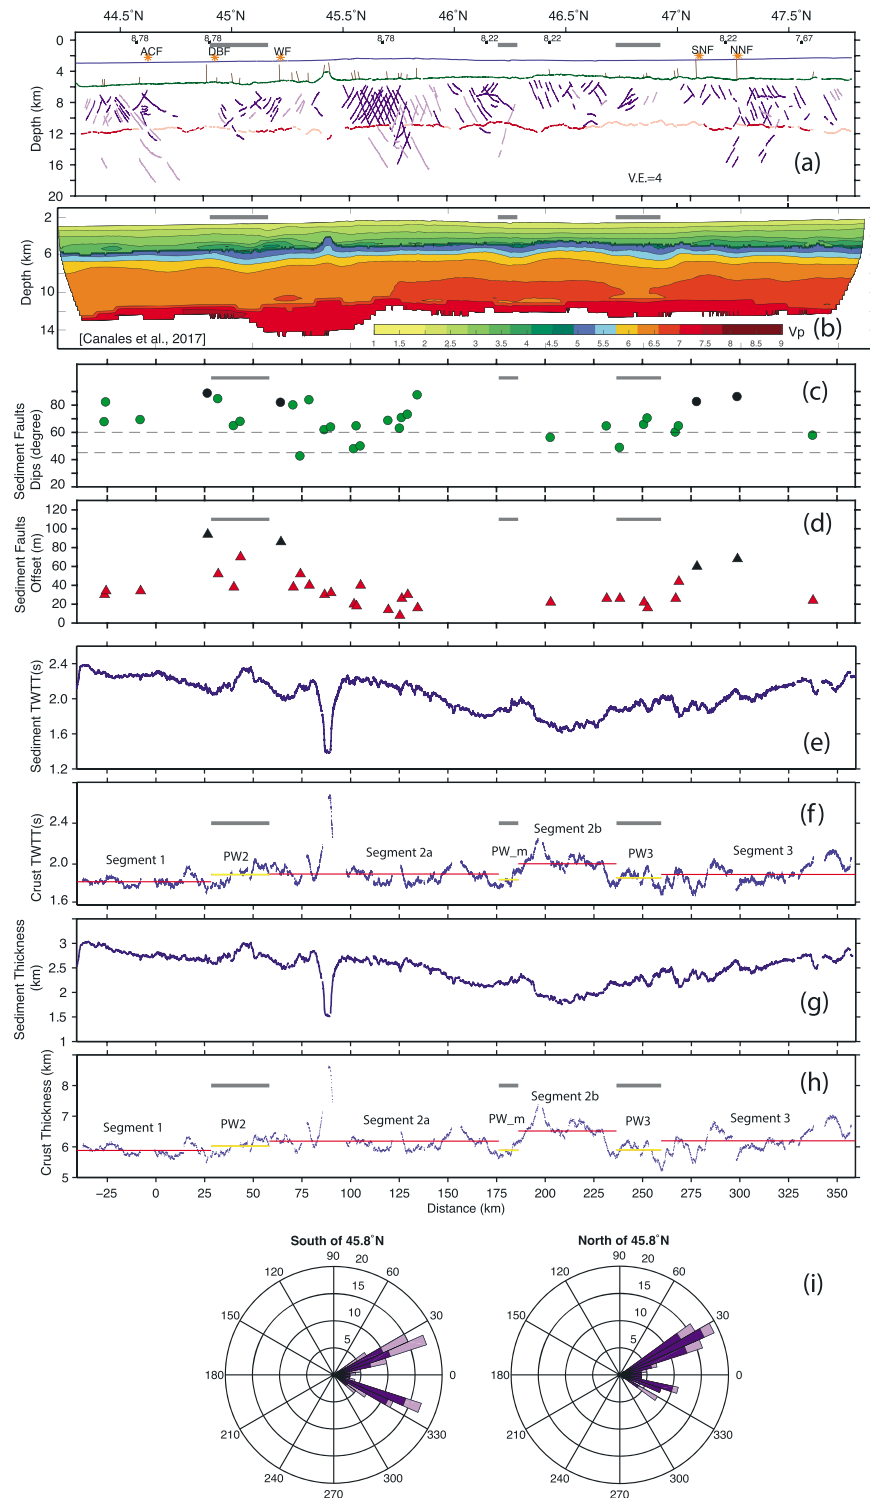 44.5°N 45°N 45.5°N 46°N 46.5°N 47°N 47.5°N
8.78 8.78 8.78 8.22 8.22 8.22 7.67
ACF DBF WF SNF NNF
Depth (km)
0
4
8
12
16
20
V.E.=4
(a)
Depth (km)
2
6
10
14
[Canales et al., 2017]
Vp
(b)
1 1.5 2 2.5 3 3.5 4 4.5 5 5.5 6 6.5 7 7.5 8 8.5 9
Sediment Faults
Dips (degree)
80
60
40
20
(c)
Sediment Faults
Offset (m)
120
100
80
60
40
20
0
(d)
Sediment TWTT(s)
2.4
2.0
1.6
1.2
(e)
Crust TWTT(s)
2.4
2.0
1.6
Segment 1 PW2 Segment 2a PW_m Segment 2b PW3 Segment 3
(f)
Sediment Thickness
(km)
3
2.5
2
1.5
1
(g)
Crust Thickness (km)
8
7
6
5
Segment 1 PW2 Segment 2a PW_m Segment 2b PW3 Segment 3
(h)
−25 0 25 50 75 100 125 150 175 200 225 250 275 300 325 350
Distance (km)
South of 45.8°N
90 20
120 60
15
150 10 30
5
180 0
210 330
240 300
270
North of 45.8°N
90 20
120 60
15
150 10 30
5
180 0
210 330
240 300
270
(i)